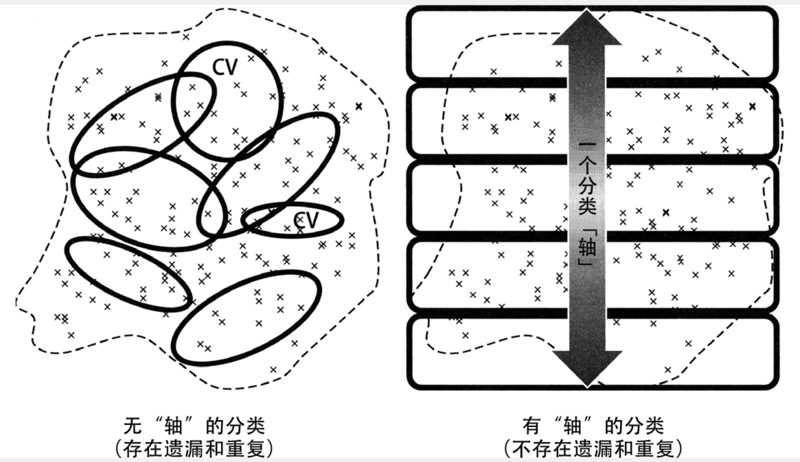 CV
CV
一个分类「轴」
无“轴”的分类
（存在遗漏和重复）
有“轴”的分类
（不存在遗漏和重复）